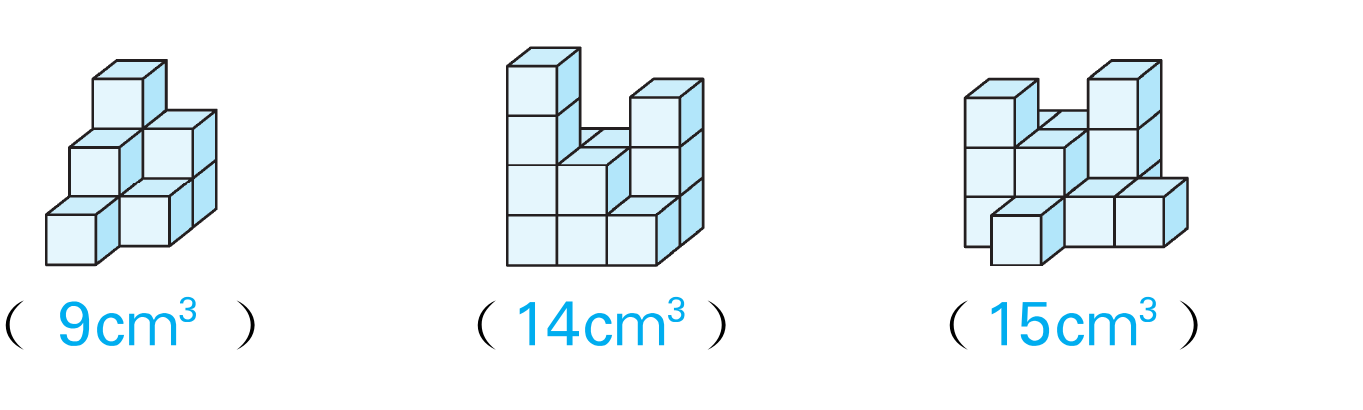 ( 9cm³ ) ( 14cm³ ) ( 15cm³ )